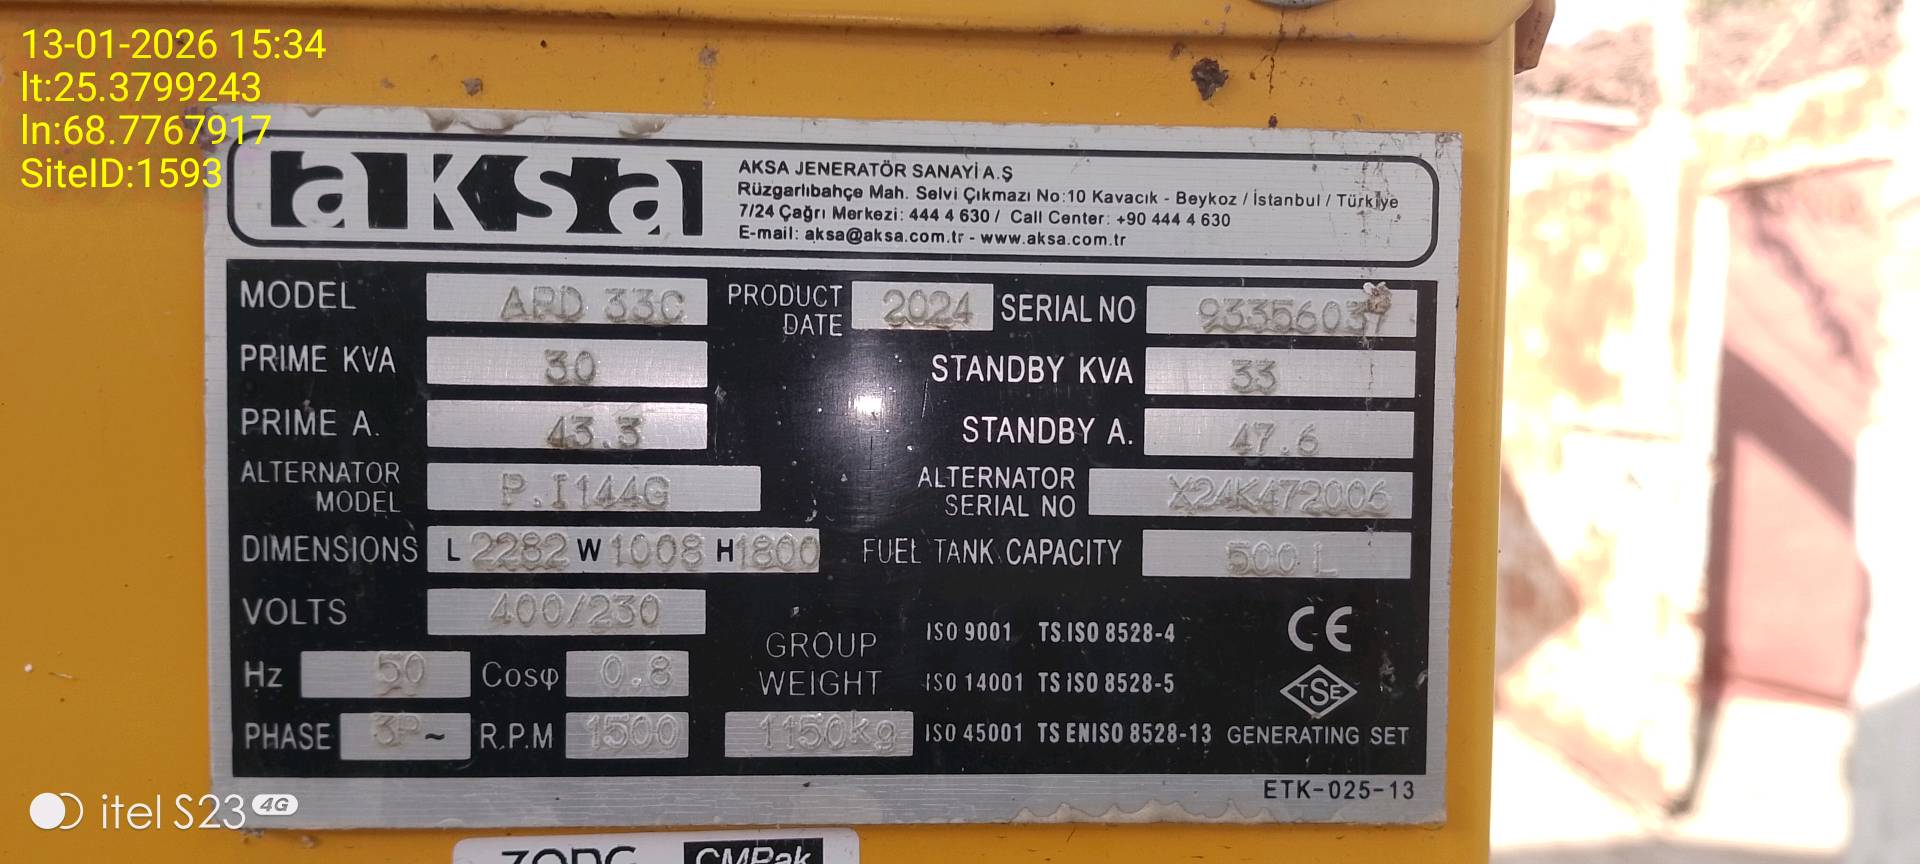 13-01-2026 15:34
lt:25.3799243
ln:68.7767917
SiteID:1593
aksa
AKSA JENERATÖR SANAYİ A.Ş
Rüzgarlıbahçe Mah. Selvi Çıkmazı No:10 Kavacık - Beykoz / İstanbul / Türkiye
7/24 Çağrı Merkezi: 444 4 630 / Call Center: +90 444 4 630
E-mail: aksa@aksa.com.tr - www.aksa.com.tr
MODEL APD 33C PRODUCT DATE 2024 SERIAL NO
PRIME KVA 30 STANDBY KVA 33
PRIME A. 43.3 STANDBY A. 47.6
ALTERNATOR MODEL P.I144G ALTERNATOR SERIAL NO X24K472006
DIMENSIONS L 2282 W 1008 H 1800 FUEL TANK CAPACITY 500 L
VOLTS 400/230
Hz 50 Cosφ 0.8
PHASE 3P ~ R.P.M 1500
GROUP WEIGHT
1150kg
ISO 9001 TS ISO 8528-4
ISO 14001 TS ISO 8528-5
ISO 45001 TS EN ISO 8528-13
CE
TSE
GENERATING SET
ETK-025-13
itel S23 4G
ZONG CMPak